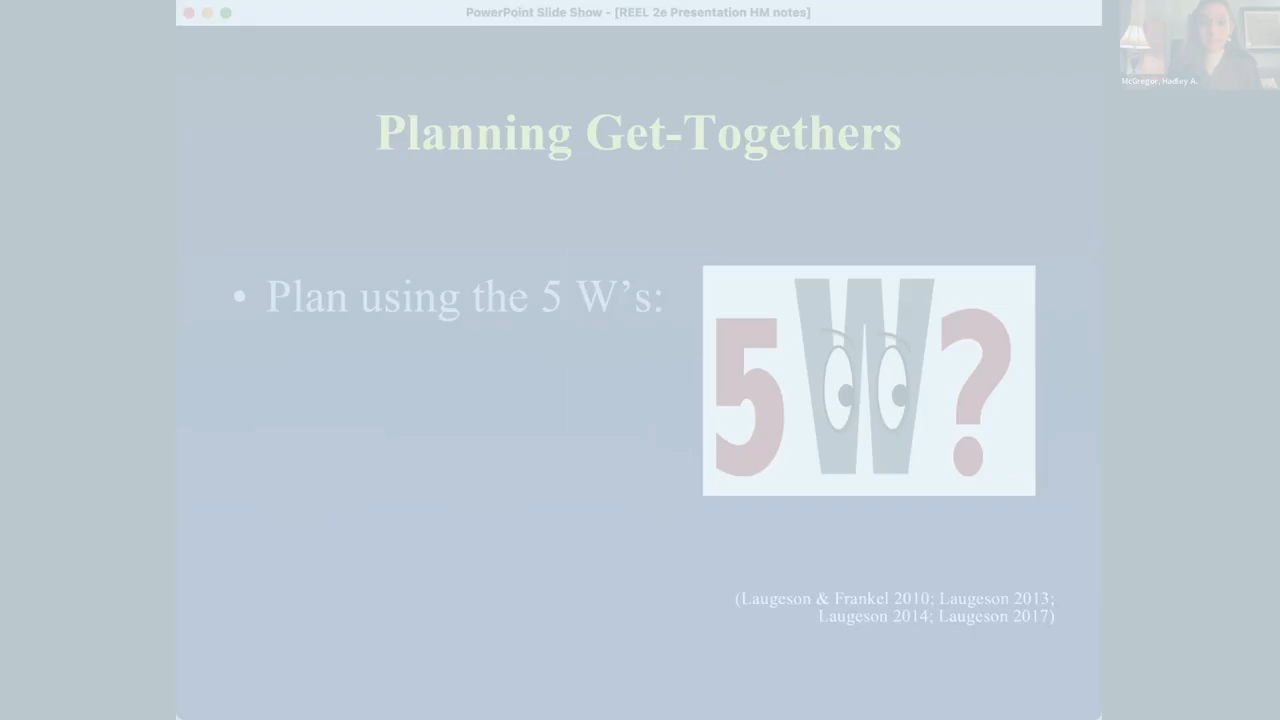 PowerPoint Slide Show - [REEL 2e Presentation HM notes]
McGregor, Hadley A.
Planning Get-Togethers
• Plan using the 5 W’s:
5 W ?
(Laugeson & Frankel 2010; Laugeson 2013;
Laugeson 2014; Laugeson 2017)